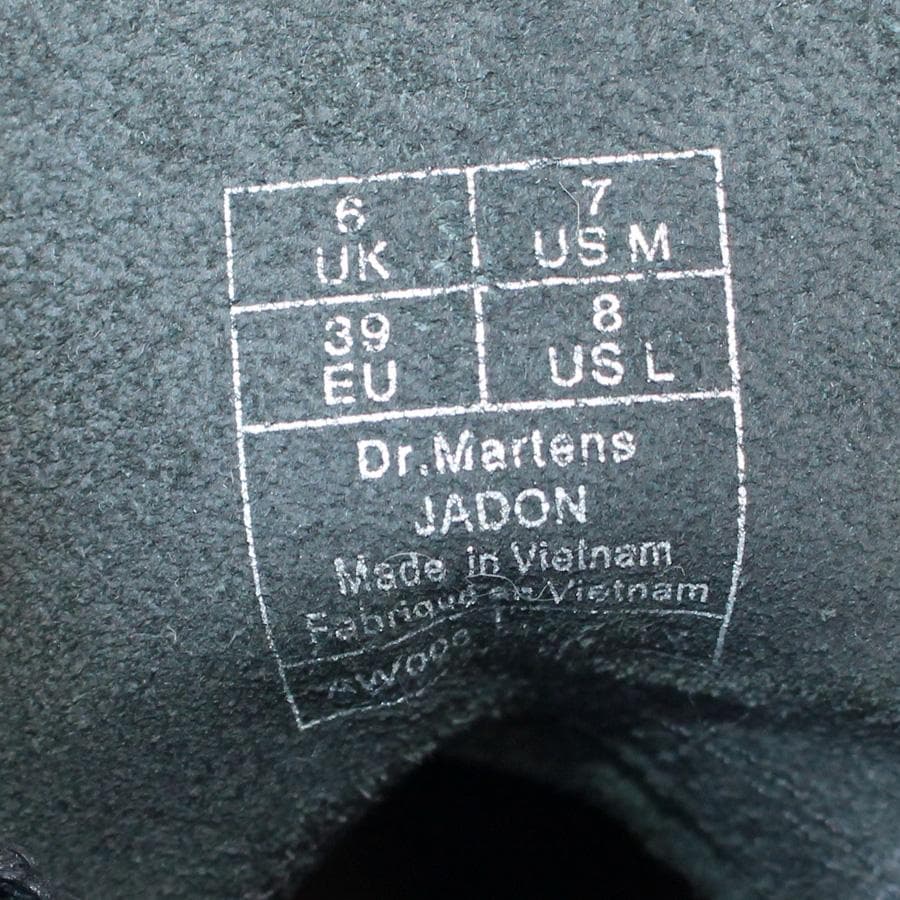 6 UK
7 US M
39 EU
8 US L
Dr.Martens
JADON
Made in Vietnam
Fabriqué en Vietnam